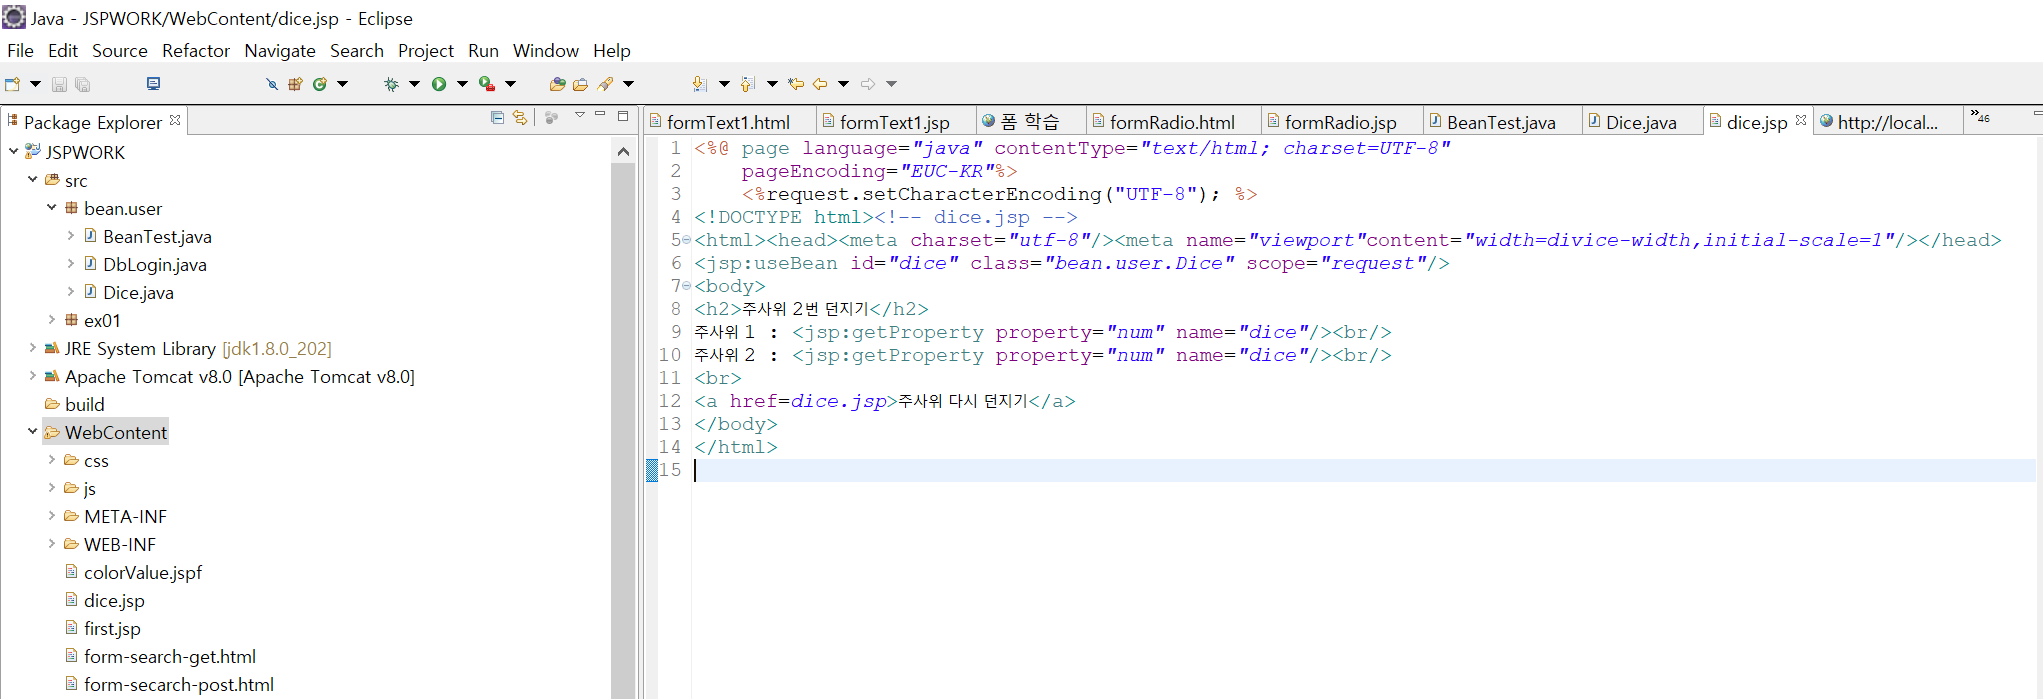 Java - JSPWORK/WebContent/dice.jsp - Eclipse
File Edit Source Refactor Navigate Search Project Run Window Help
Package Explorer
JSPWORK
src
bean.user
BeanTest.java
DbLogin.java
Dice.java
ex01
JRE System Library [jdk1.8.0_202]
Apache Tomcat v8.0 [Apache Tomcat v8.0]
build
WebContent
css
js
META-INF
WEB-INF
colorValue.jspf
dice.jsp
first.jsp
form-search-get.html
form-secarch-post.html
formText1.html formText1.jsp 폼 학습 formRadio.html formRadio.jsp BeanTest.java Dice.java dice.jsp http://local... »46
1 <%@ page language="java" contentType="text/html; charset=UTF-8"
2 pageEncoding="EUC-KR"%>
3 <%request.setCharacterEncoding("UTF-8"); %>
4 <!DOCTYPE html><!-- dice.jsp -->
5 <html><head><meta charset="utf-8"/><meta name="viewport"content="width=divice-width,initial-scale=1"/></head>
6 <jsp:useBean id="dice" class="bean.user.Dice" scope="request"/>
7 <body>
8 <h2>주사위 2번 던지기</h2>
9 주사위 1 : <jsp:getProperty property="num" name="dice"/><br/>
10 주사위 2 : <jsp:getProperty property="num" name="dice"/><br/>
11 <br>
12 <a href=dice.jsp>주사위 다시 던지기</a>
13 </body>
14 </html>
15